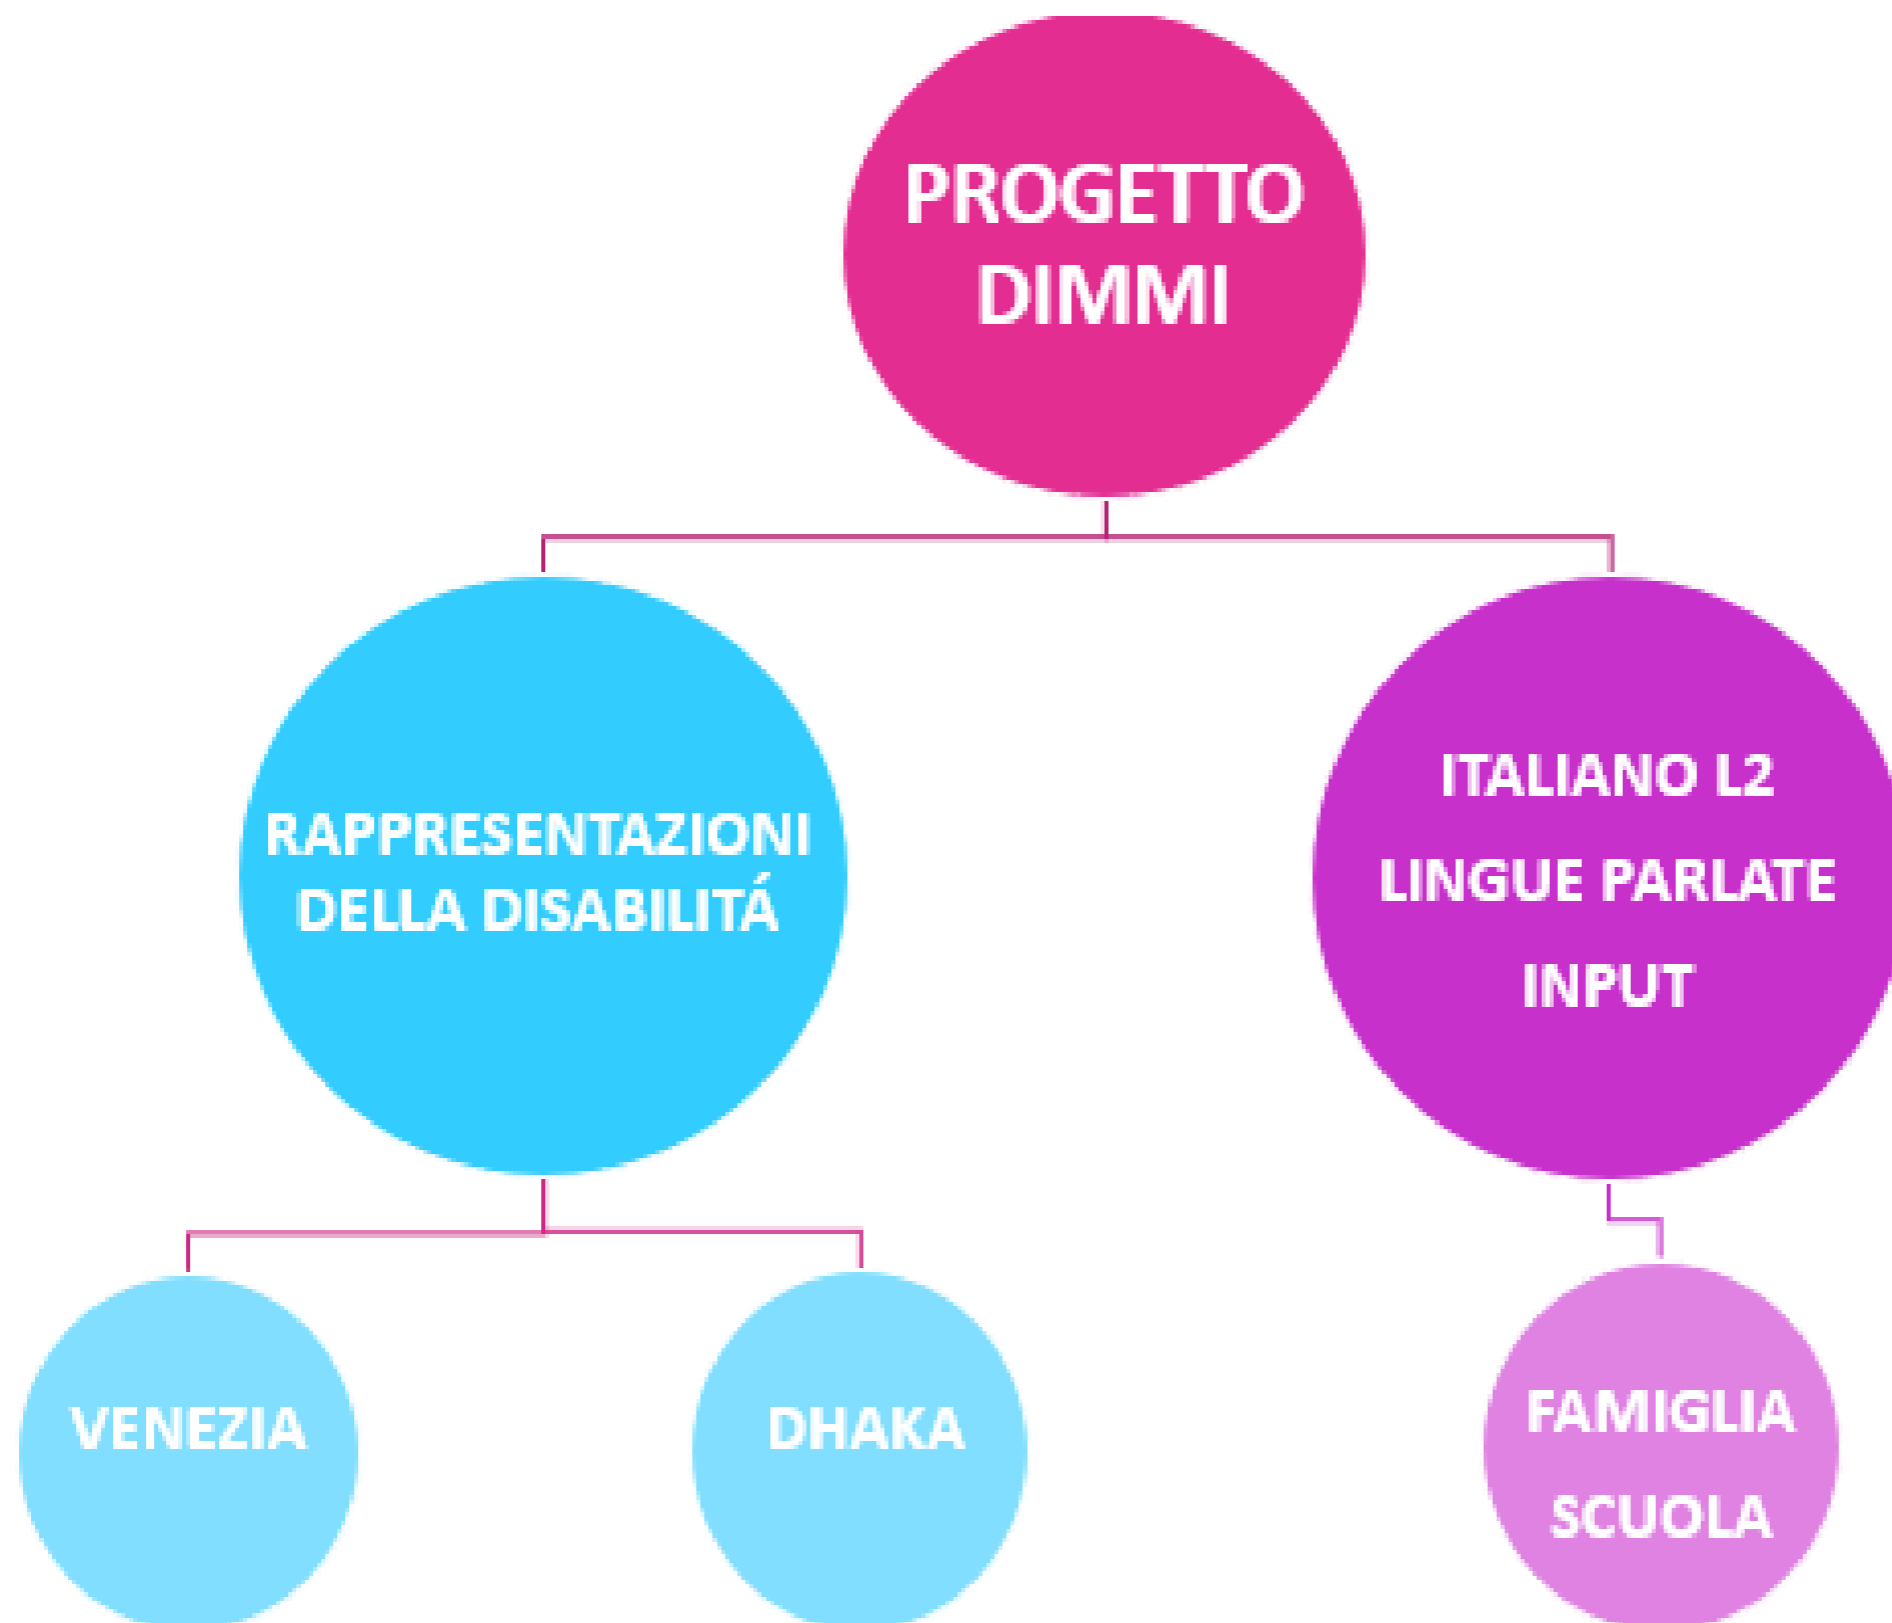 PROGETTO
DIMMI
RAPPRESENTAZIONI
DELLA DISABILITÁ
ITALIANO L2
LINGUE PARLATE
INPUT
VENEZIA
DHAKA
FAMIGLIA
SCUOLA